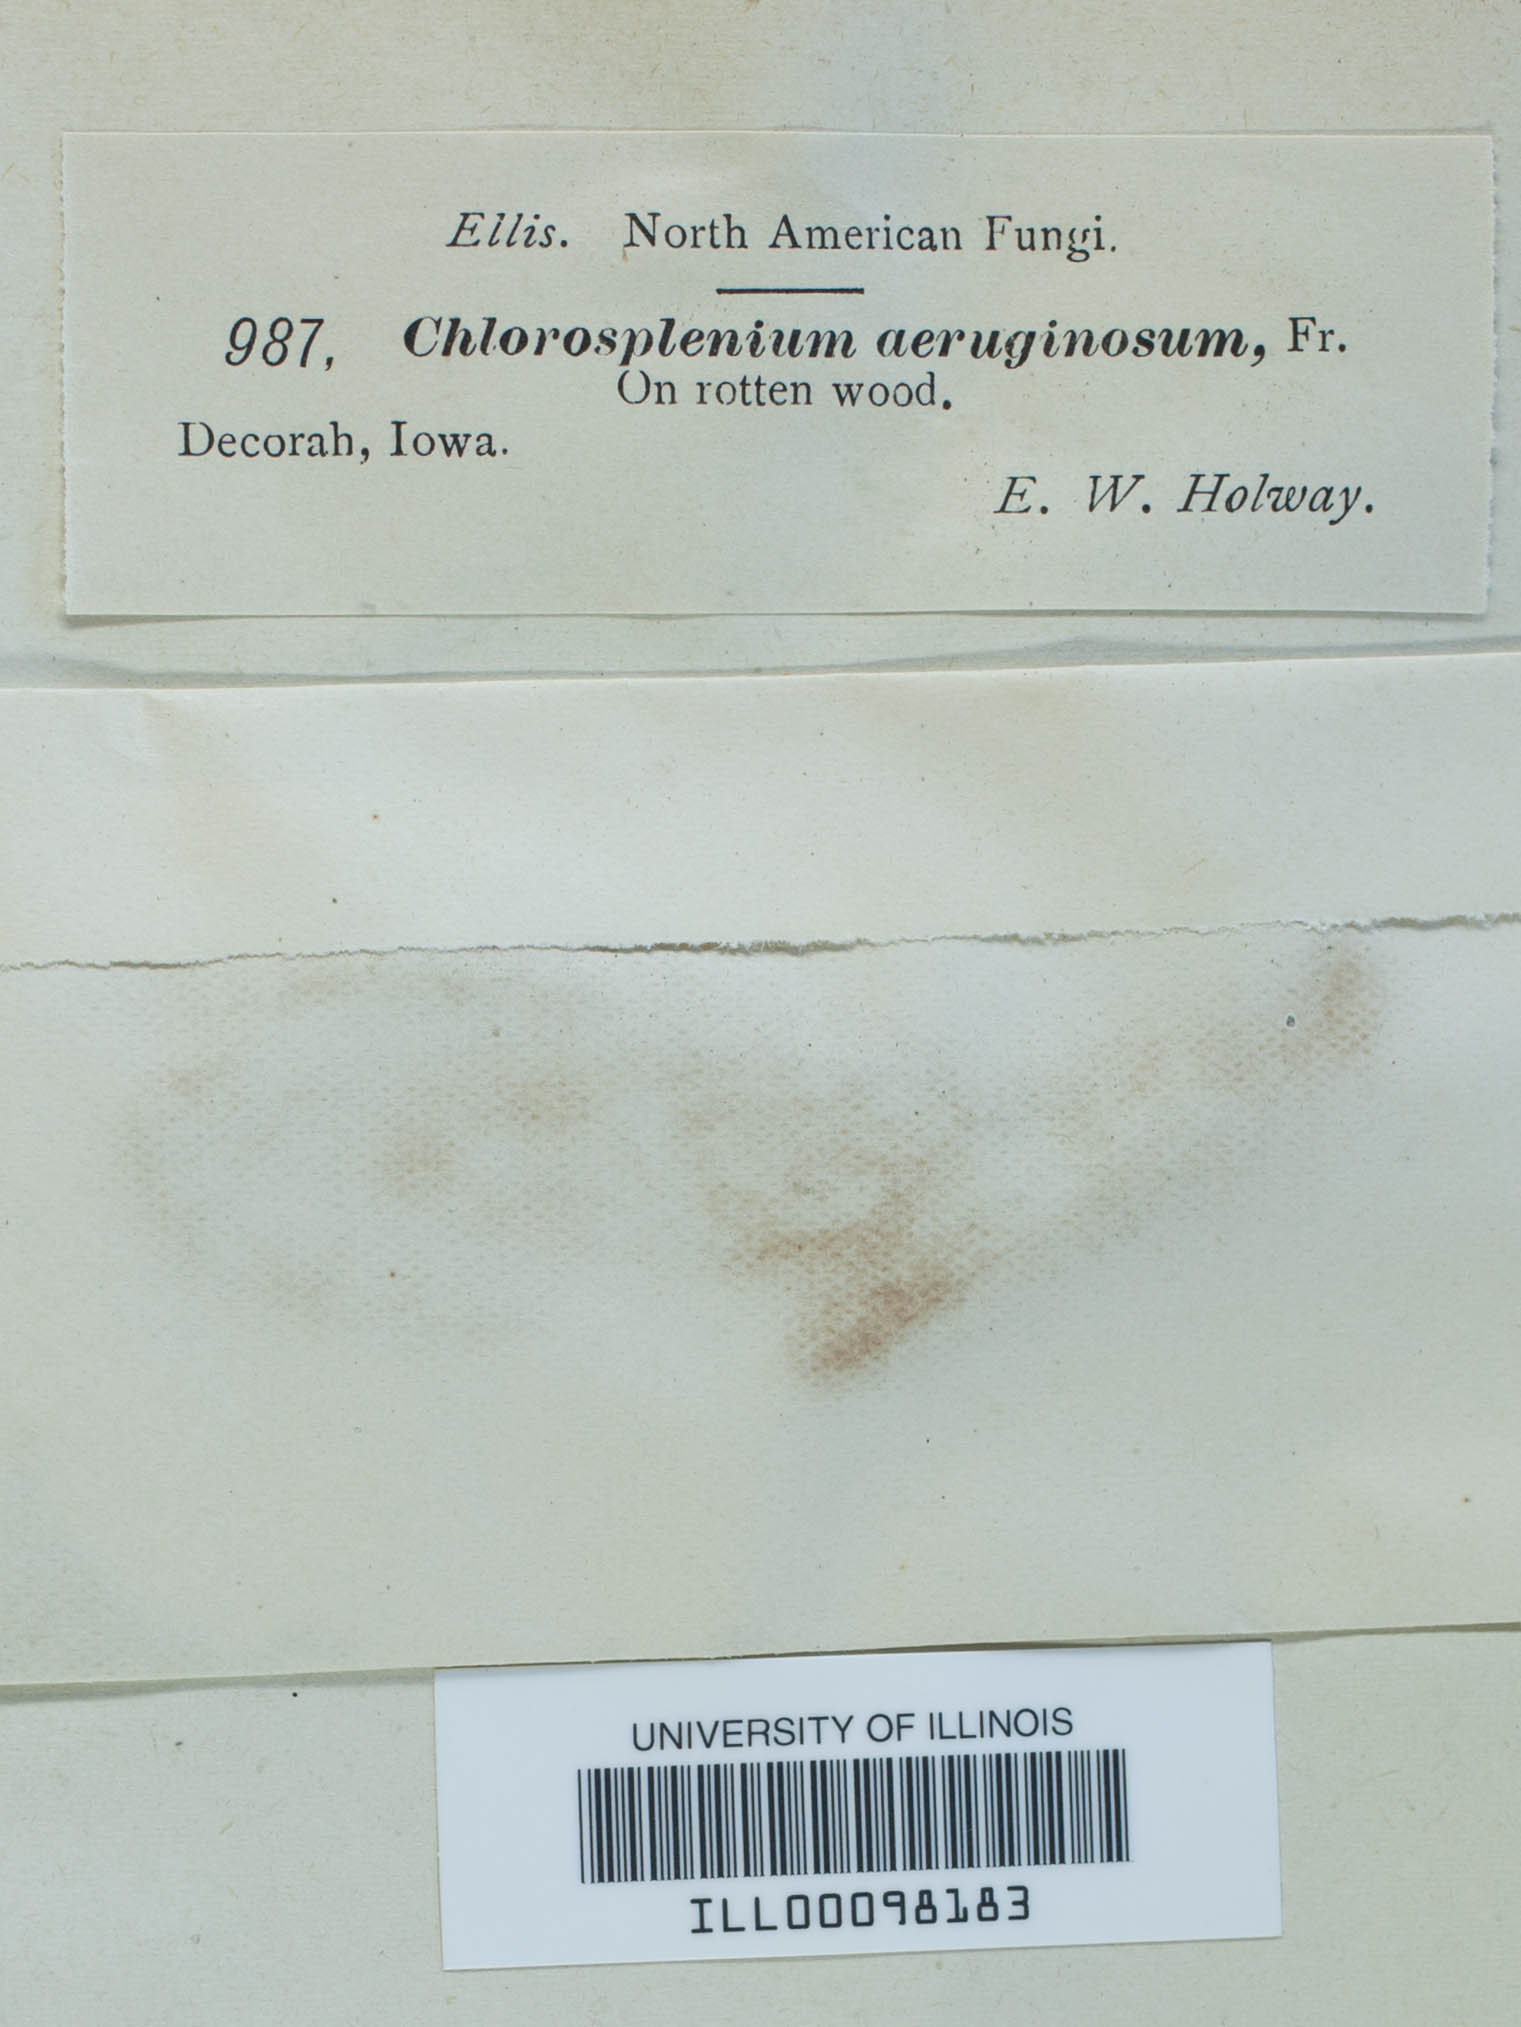 Ellis. North American Fungi.
987, Chlorosplenium aeruginosum, Fr.
On rotten wood.
Decorah, Iowa.
E. W. Holway.
UNIVERSITY OF ILLINOIS
ILL00098183